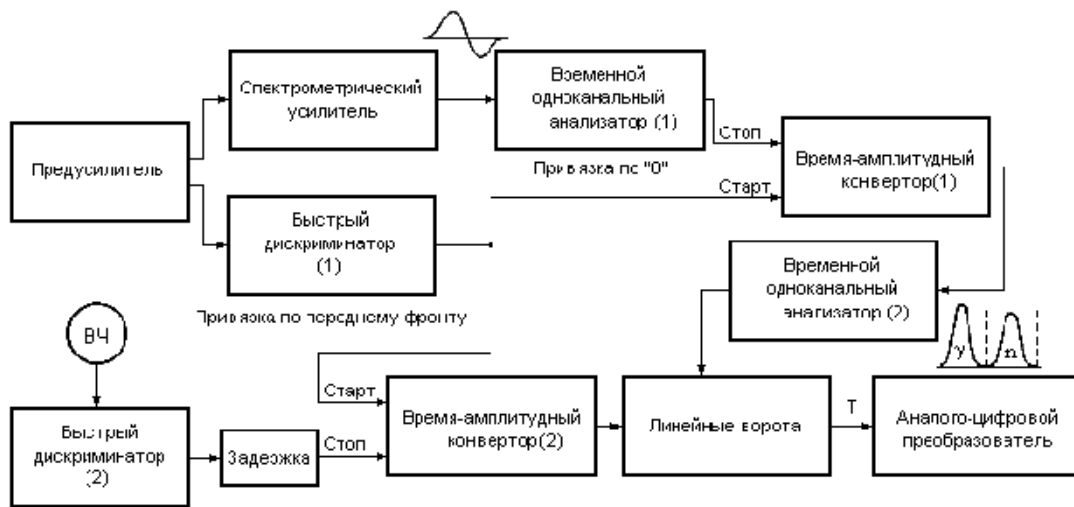 Спектрометрический
усилитель
Временной
одноканальный
анализатор (1)
Стоп
Предусилитель
Привязка по "0"
Время-амплитудный
конвертор(1)
Старт
Быстрый
дискриминатор
(1)
Временной
одноканальный
анализатор (2)
Привязка по переднему фронту
ВЧ
γ
n
Старт
Быстрый
дискриминатор
(2)
Задержка
Стоп
Время-амплитудный
конвертор(2)
Линейные ворота
Т
Аналого-цифровой
преобразователь